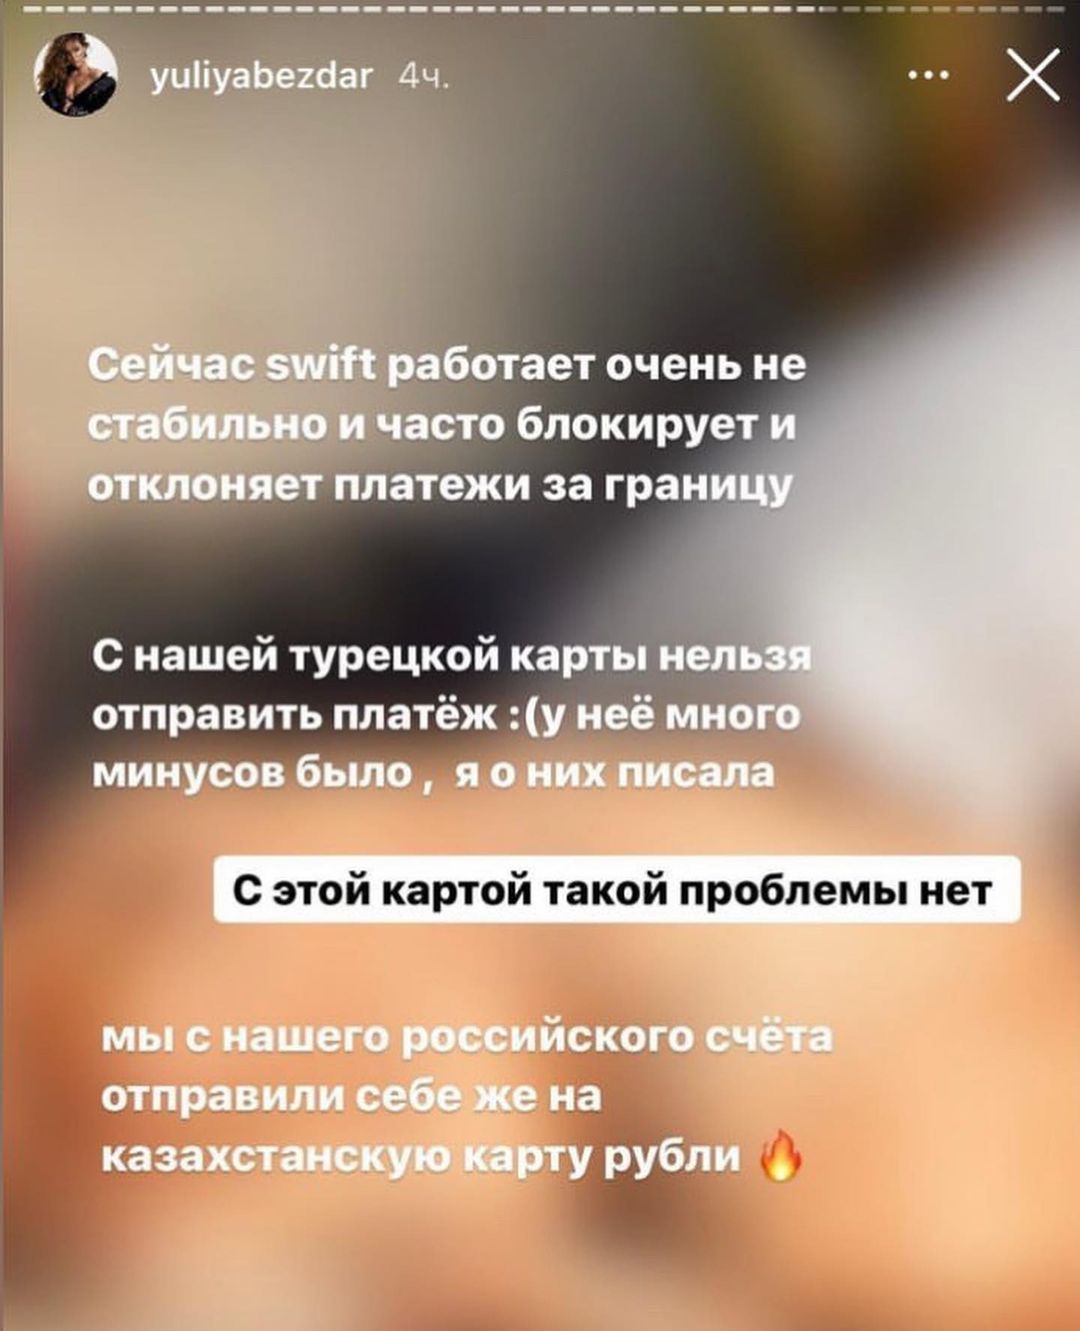 yuliyabezdar 4ч.
Сейчас swift работает очень не
стабильно и часто блокирует и
отклоняет платежи за границу
С нашей турецкой карты нельзя
отправить платёж :(у неё много
минусов было , я о них писала
С этой картой такой проблемы нет
мы с нашего российского счёта
отправили себе же на
казахстанскую карту рубли 🔥